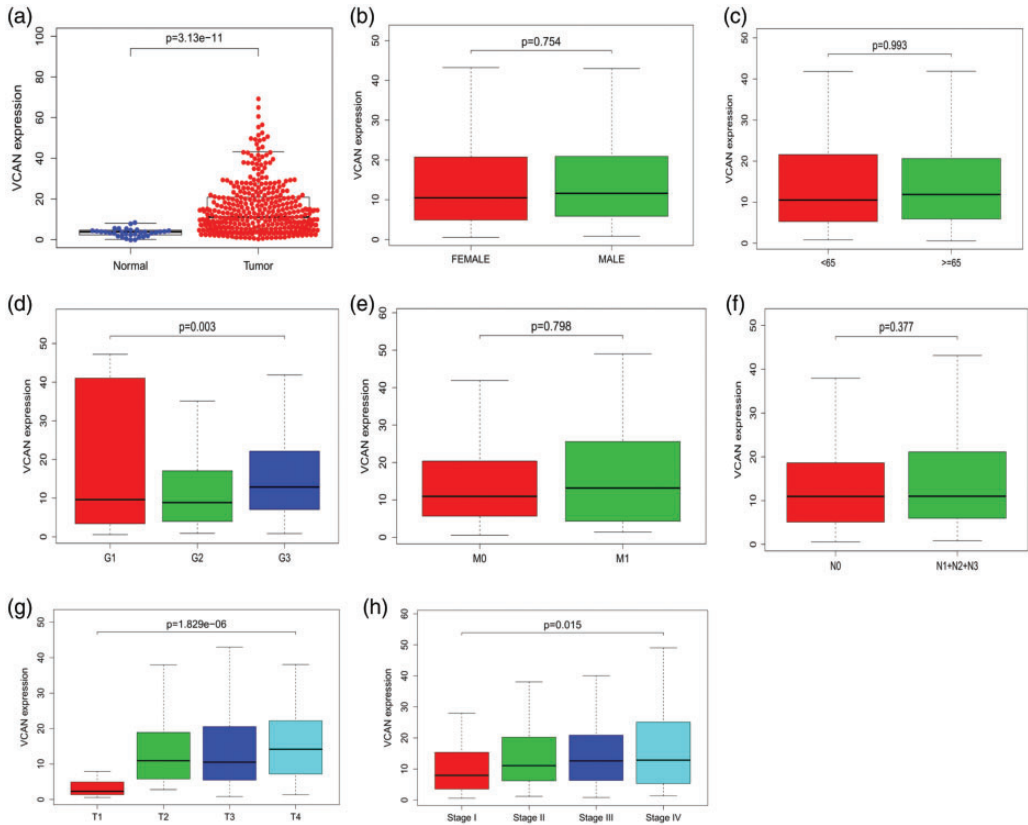 (a)
p=3.13e−11
VCAN expression
100
80
60
40
20
0
Normal Tumor
(b)
p=0.754
VCAN expression
50
40
30
20
10
0
FEMALE MALE
(c)
p=0.993
VCAN expression
50
40
30
20
10
0
<65 >=65
(d)
p=0.003
VCAN expression
50
40
30
20
10
0
G1 G2 G3
(e)
p=0.798
VCAN expression
60
50
40
30
20
10
0
M0 M1
(f)
p=0.377
VCAN expression
50
40
30
20
10
0
N0 N1+N2+N3
(g)
p=1.829e−06
VCAN expression
50
40
30
20
10
0
T1 T2 T3 T4
(h)
p=0.015
VCAN expression
60
50
40
30
20
10
0
Stage I Stage II Stage III Stage IV